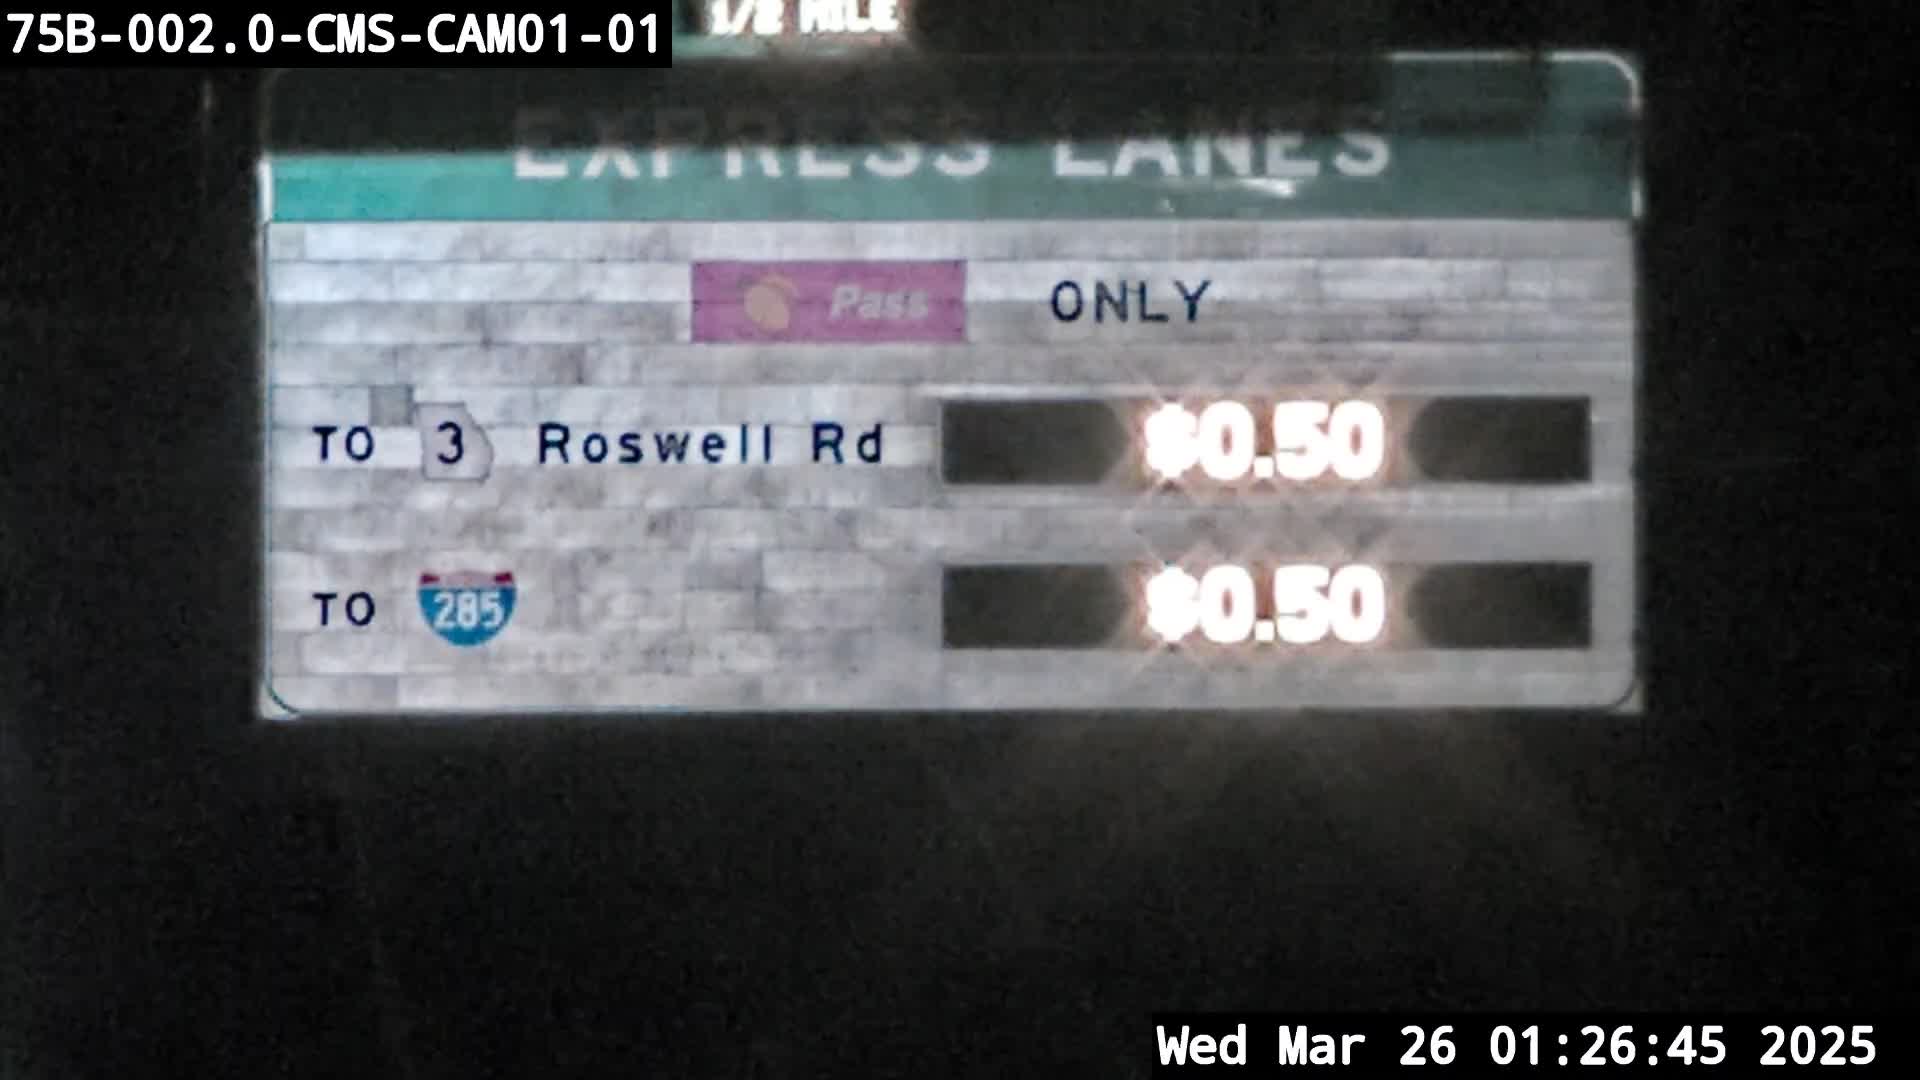 75B-002.0-CMS-CAM01-01
1/2 MILE
EXPRESS LANES
Pass ONLY
TO 3 Roswell Rd $0.50
TO 285 $0.50
Wed Mar 26 01:26:45 2025